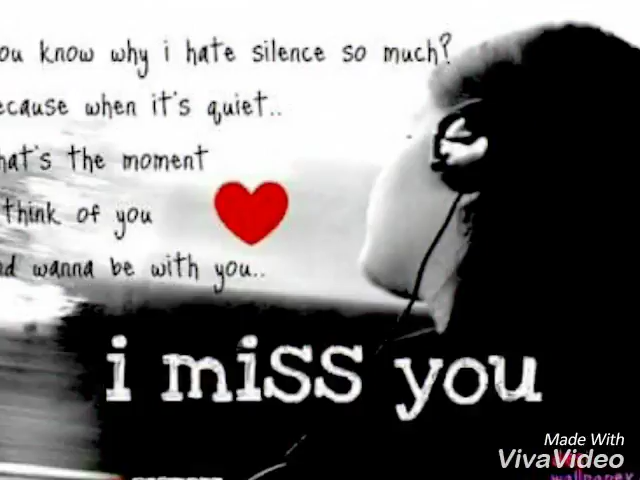 ou know why i hate silence so much?
ecause when it's quiet..
hat's the moment
think of you
d wanna be with you..
i miss you
Made With
VivaVideo
wallpaper